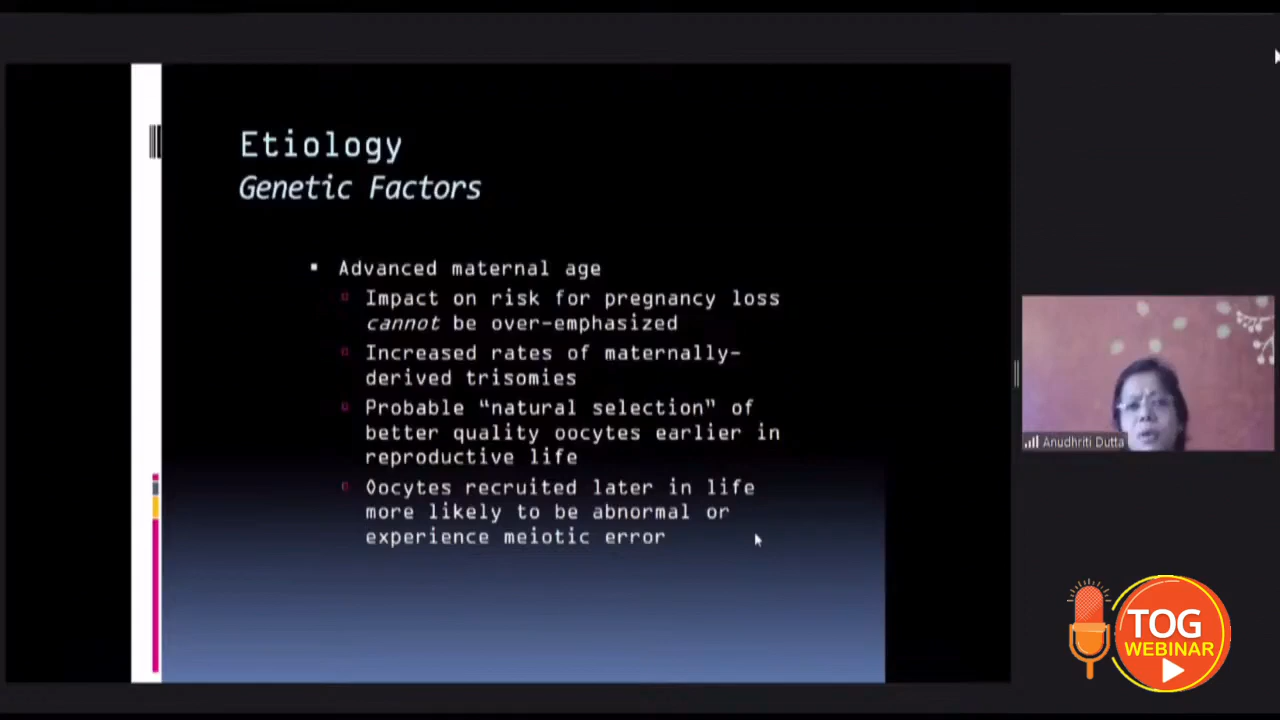 Etiology
Genetic Factors
Advanced maternal age
Impact on risk for pregnancy loss
cannot be over-emphasized
Increased rates of maternally-
derived trisomies
Probable “natural selection” of
better quality oocytes earlier in
reproductive life
Oocytes recruited later in life
more likely to be abnormal or
experience meiotic error
Anudhriti Dutta
TOG
WEBINAR